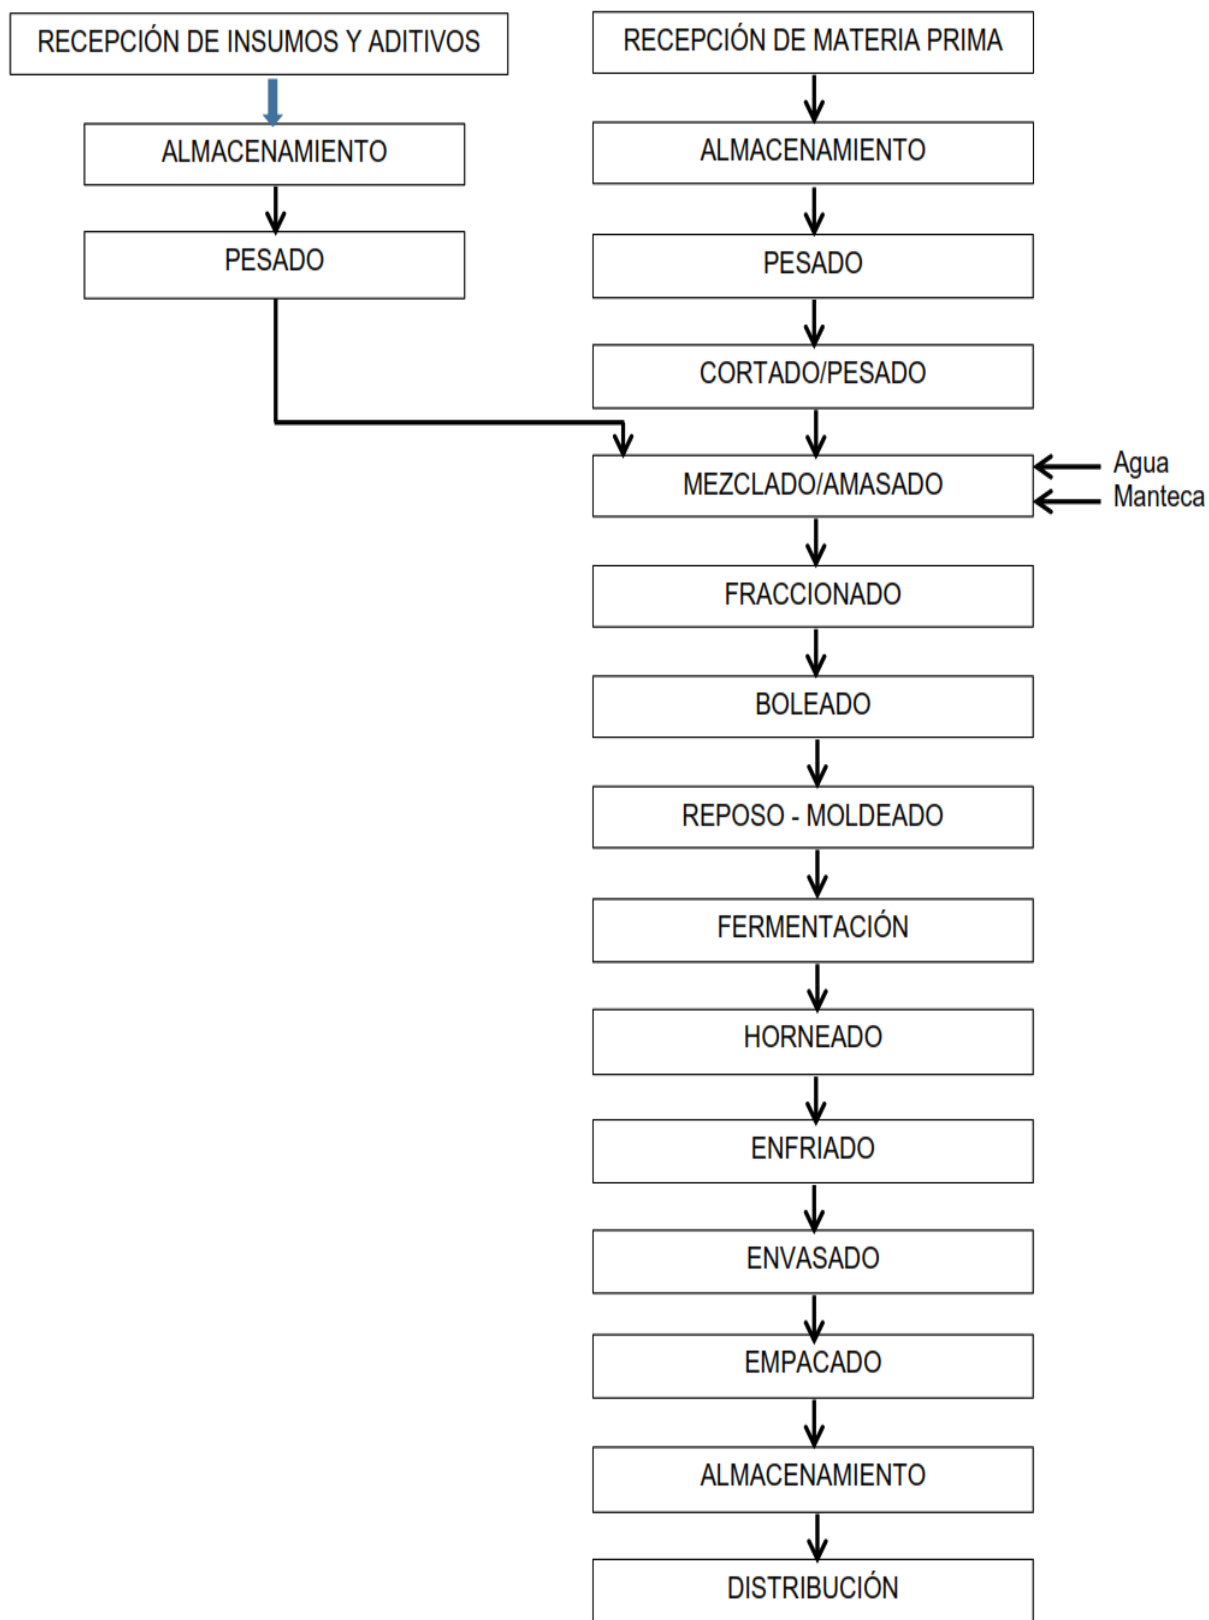 RECEPCIÓN DE INSUMOS Y ADITIVOS
ALMACENAMIENTO
PESADO
RECEPCIÓN DE MATERIA PRIMA
ALMACENAMIENTO
PESADO
CORTADO/PESADO
MEZCLADO/AMASADO
Agua
Manteca
FRACCIONADO
BOLEADO
REPOSO - MOLDEADO
FERMENTACIÓN
HORNEADO
ENFRIADO
ENVASADO
EMPACADO
ALMACENAMIENTO
DISTRIBUCIÓN